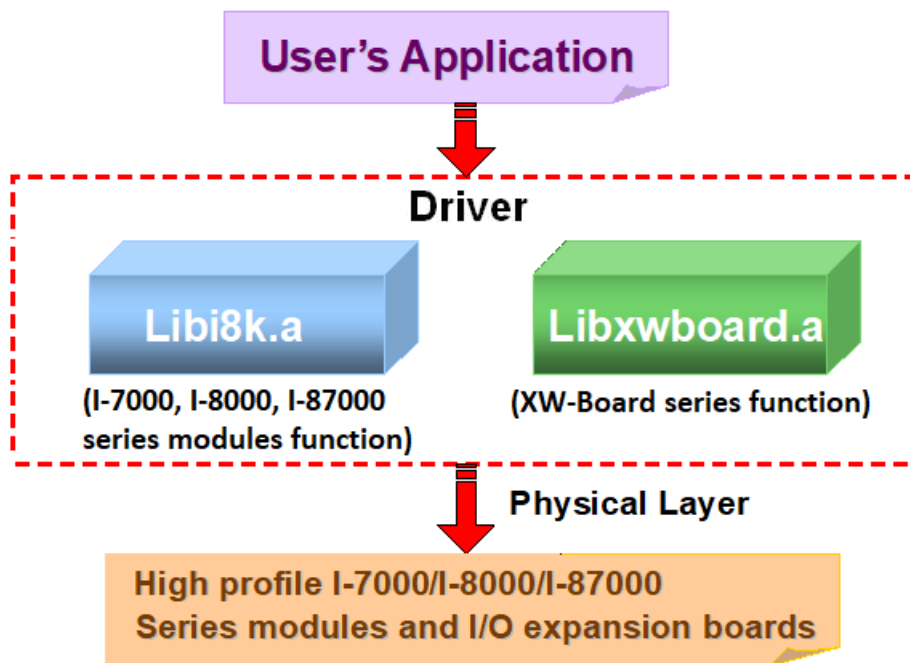 User’s Application
Driver
Libi8k.a
Libxwboard.a
(I-7000, I-8000, I-87000
series modules function)
(XW-Board series function)
Physical Layer
High profile I-7000/I-8000/I-87000
Series modules and I/O expansion boards